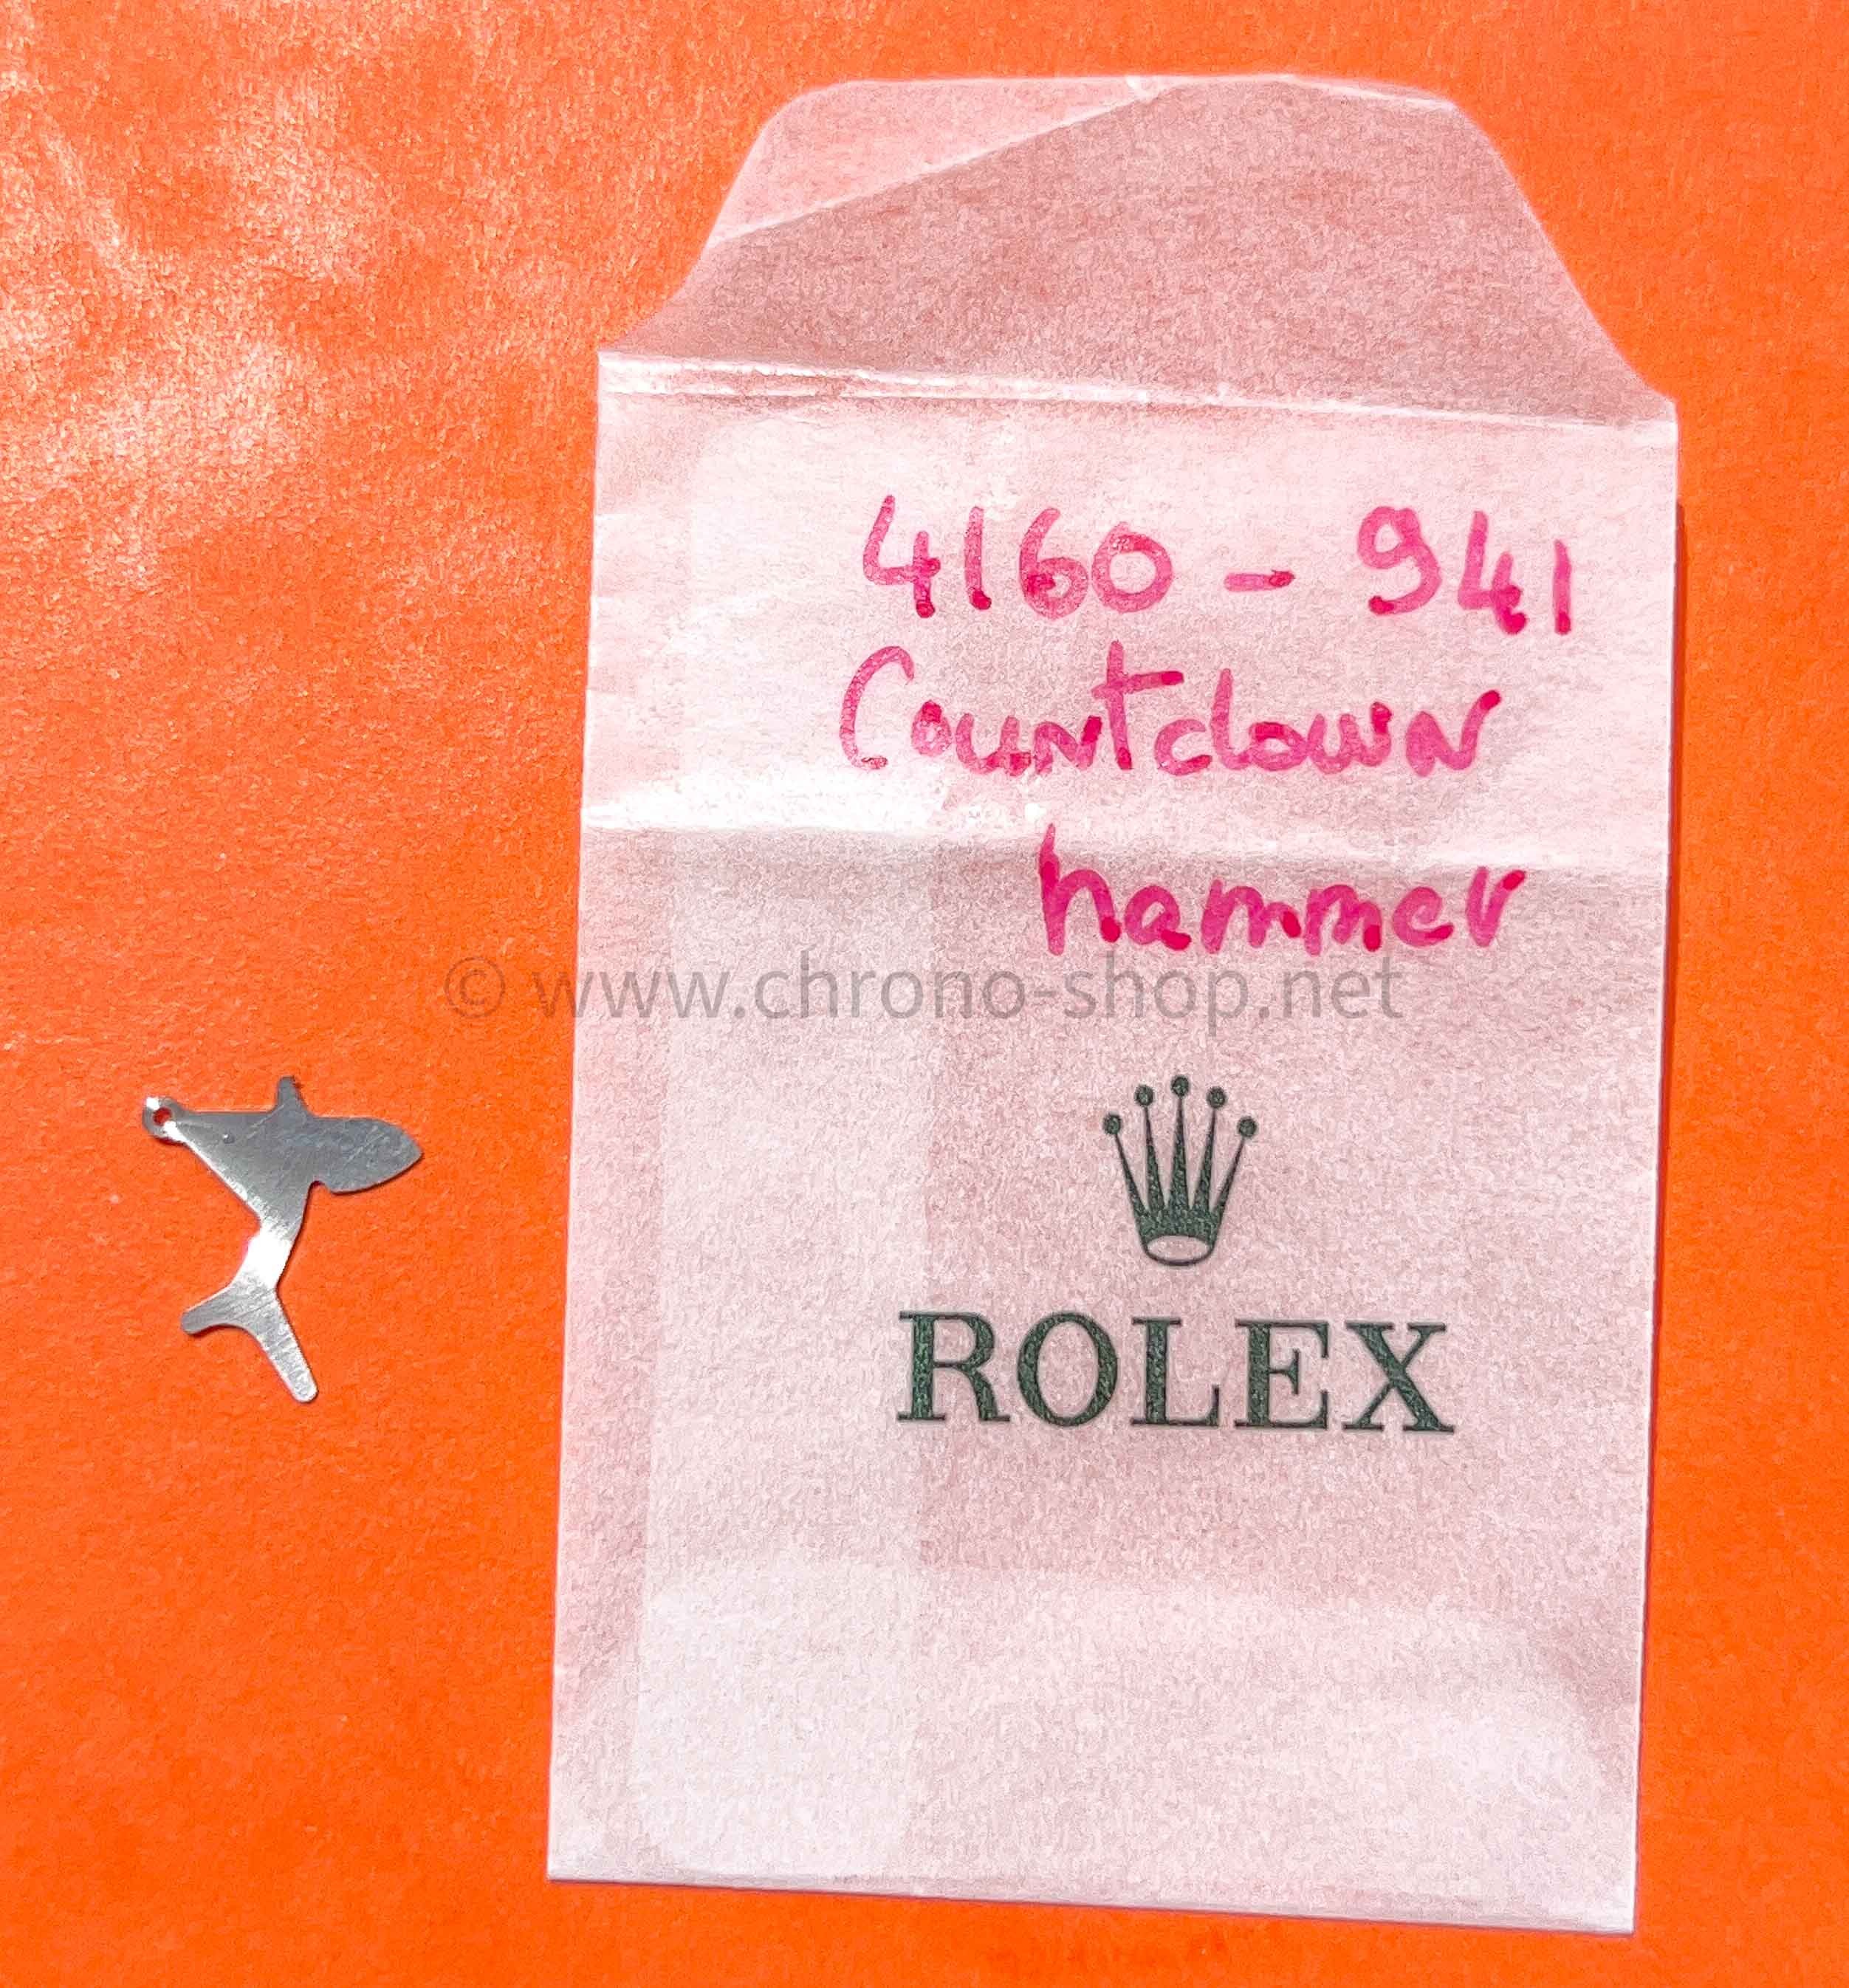 4160 - 941
Countdown
hammer
© www.chrono-shop.net
ROLEX